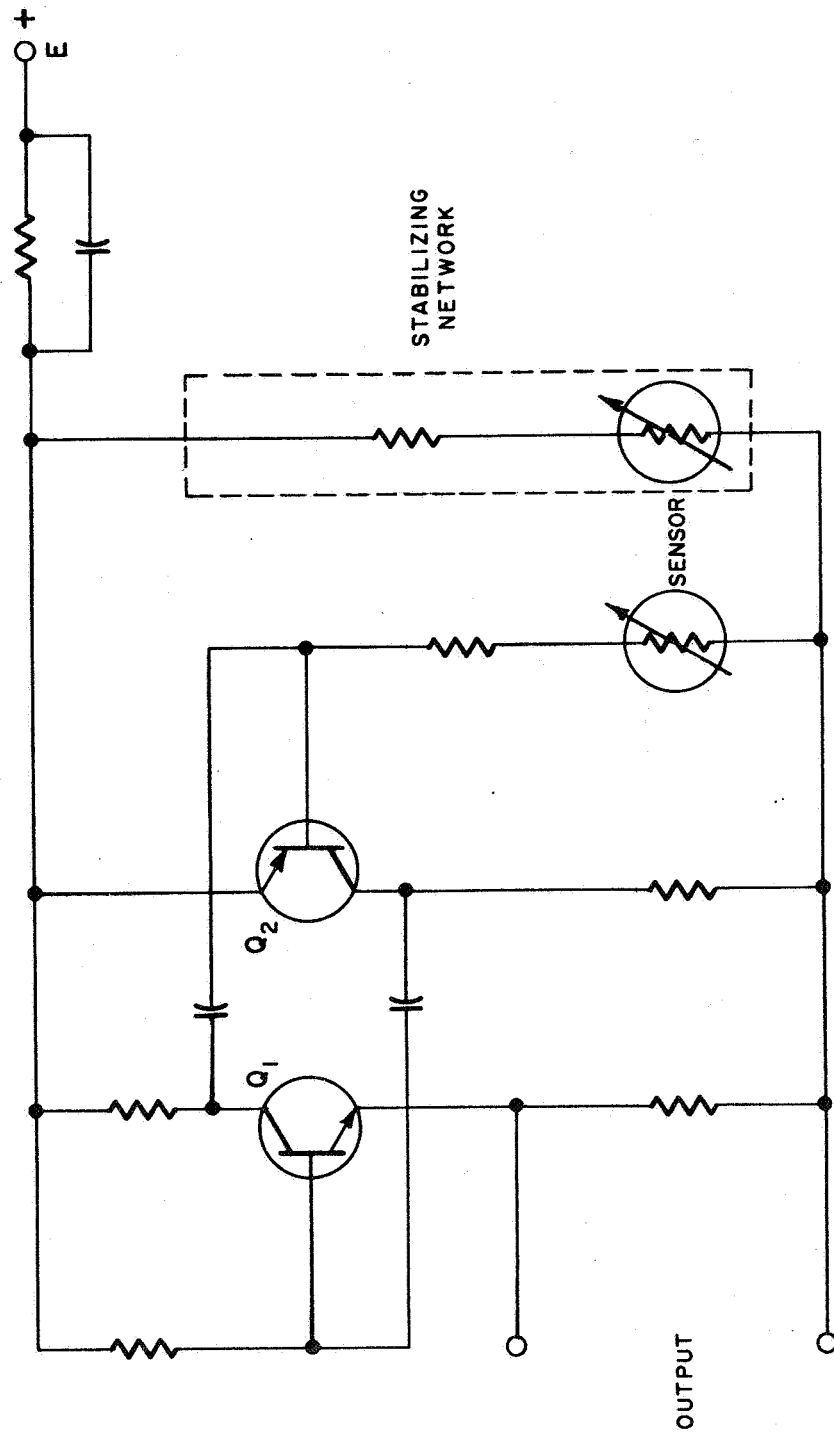 +
E
STABILIZING
NETWORK
SENSOR
Q2
Q1
OUTPUT